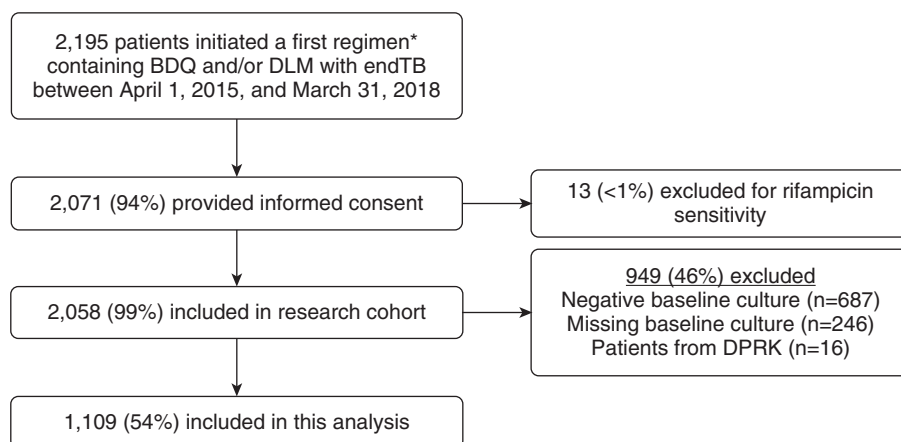 2,195 patients initiated a first regimen*
containing BDQ and/or DLM with endTB
between April 1, 2015, and March 31, 2018
2,071 (94%) provided informed consent
13 (<1%) excluded for rifampicin
sensitivity
2,058 (99%) included in research cohort
949 (46%) excluded
Negative baseline culture (n=687)
Missing baseline culture (n=246)
Patients from DPRK (n=16)
1,109 (54%) included in this analysis